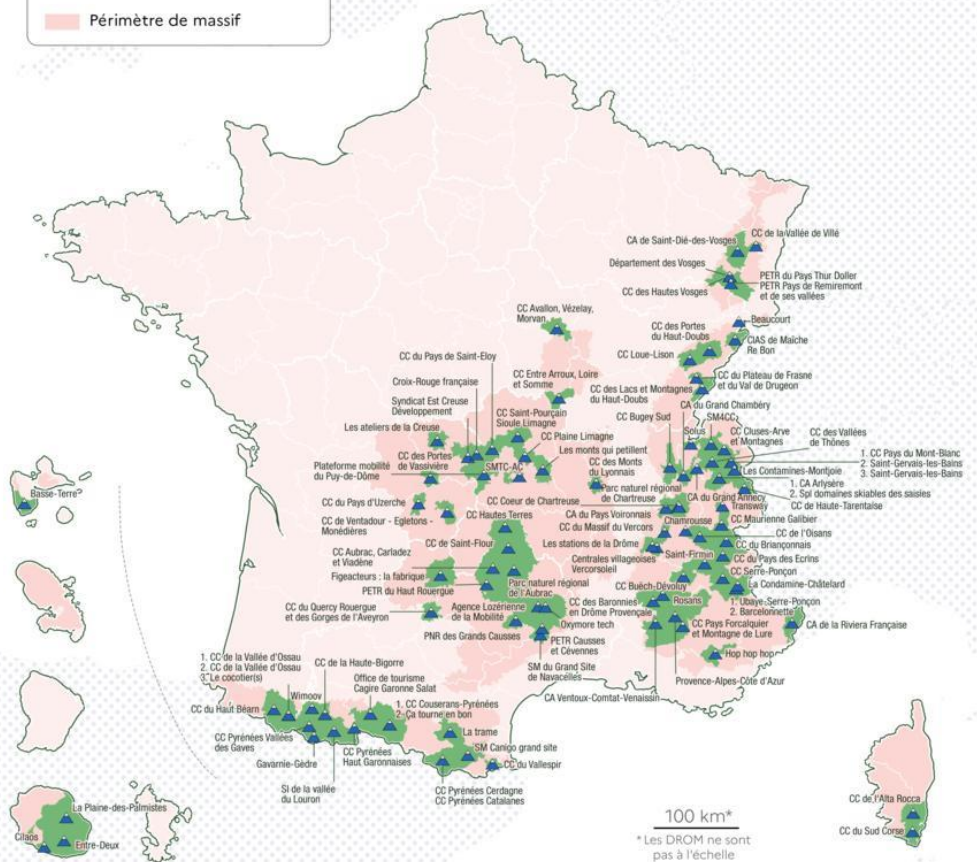 Périmètre de massif
CA de Saint-Dié-des-Vosges
CC de la Vallée de Villé
Département des Vosges
PETR du Pays Thur Doller
PETR Pays de Remiremont
et de ses vallées
CC des Hautes Vosges
CC Avallon, Vézelay,
Morvan
Beaucourt
CC des Portes
du Haut-Doubs
CIAS de Maîche
Re Bon
CC Loue-Lison
CC du Pays de Saint-Eloy
CC Entre Arroux, Loire
et Somme
CC du Plateau de Frasne
et du Val de Drugeon
Croix-Rouge française
CC des Lacs et Montagnes
du Haut-Doubs
Syndicat Est Creuse
Développement
CC Saint-Pourçain
Sioule Limagne
CA du Grand Chambéry
CC Bugey Sud
SM4CC
Solus
Les ateliers de la Creuse
CC Plaine Limagne
CC Cluses-Arve
et Montagnes
CC des Vallées
de Thônes
CC des Portes
de Vassivière
Les monts qui petillent
1. CC Pays du Mont-Blanc
2. Saint-Gervais-les-Bains
3. Saint-Gervais-les-Bains
Plateforme mobilité
du Puy-de-Dôme
SMTC-AC
CC des Monts
du Lyonnais
Les Contamines-Montjoie
Parc naturel régional
de Chartreuse
1. CA Arlysère
2. Spl domaines skiables des saisies
CC de Haute-Tarentaise
CA du Grand Annecy
Transway
CC du Pays d'Uzerche
CC Coeur de Chartreuse
CC Hautes Terres
CA du Pays Voironnais
CC de Ventadour - Egletons -
Monédières
CC du Massif du Vercors
Chamrousse
CC Maurienne Galibier
CC de l'Oisans
CC de Saint-Flour
Les stations de la Drôme
CC du Briançonnais
CC Aubrac, Carladez
et Viadène
Centrales villageoises
Vercorsoleil
Saint-Firmin
CC du Pays des Ecrins
Figeacteurs : la fabrique
CC Serre-Ponçon
PETR du Haut Rouergue
Parc naturel régional
de l'Aubrac
CC Buëch-Dévoluy
La Condamine-Châtelard
CC du Quercy Rouergue
et des Gorges de l'Aveyron
Agence Lozérienne
de la Mobilité
CC des Baronnies
en Drôme Provençale
Rosans
1. Ubaye-Serre-Ponçon
2. Barcelonnette
Oxymore tech
CC Pays Forcalquier
et Montagne de Lure
CA de la Riviera Française
PNR des Grands Causses
PETR Causses
et Cévennes
Hop hop hop
SM du Grand Site
de Navacelles
Provence-Alpes-Côte d'Azur
CA Ventoux-Comtat-Venaissin
1. CC de la Vallée d'Ossau
2. CC de la Vallée d'Ossau
3. Le cocotier(s)
CC de la Haute-Bigorre
Office de tourisme
Cagire Garonne Salat
Wimoov
CC du Haut Béarn
1. CC Couserans-Pyrénées
2. Ça tourne en bon
La trame
CC Pyrénées Vallées
des Gaves
SM Canigo grand site
Gavarnie-Gèdre
CC Pyrénées
Haut Garonnaises
CC du Vallespir
SI de la vallée
du Louron
CC Pyrénées Cerdagne
CC Pyrénées Catalanes
Basse-Terre
La Plaine-des-Palmistes
Cilaos
Entre-Deux
CC de l'Alta Rocca
CC du Sud Corse
100 km*
* Les DROM ne sont
pas à l'échelle